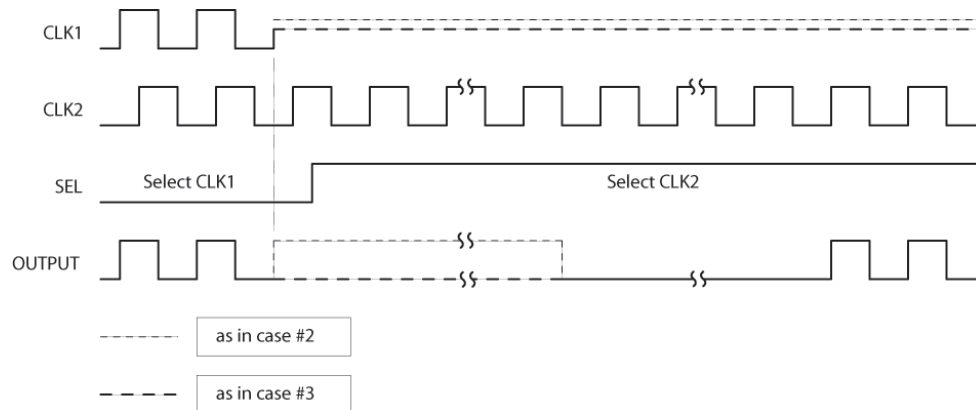 CLK1
CLK2
SEL
Select CLK1
Select CLK2
OUTPUT
as in case #2
as in case #3